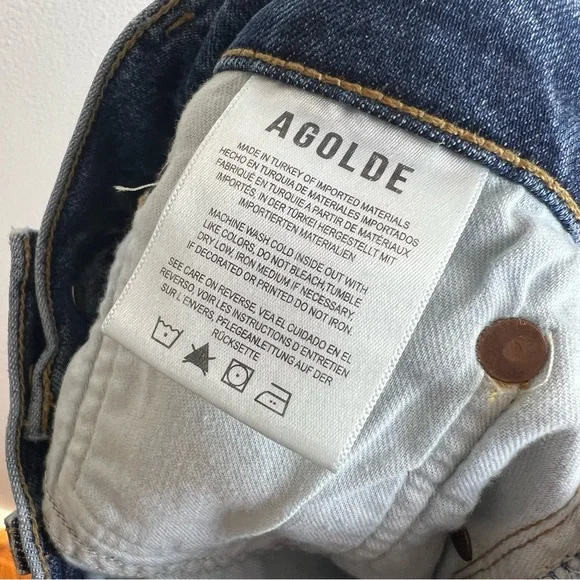 AGOLDE
MADE IN TURKEY OF IMPORTED MATERIALS
HECHO EN TURQUIA DE MATERIALES IMPORTADOS
FABRIQUÉ EN TURQUIE A PARTIR DE MATÉRIAUX
IMPORTÉS, IN DER TÜRKEI HERGESTELLT MIT
IMPORTIERTEN MATERIALIEN
MACHINE WASH COLD INSIDE OUT WITH
LIKE COLORS, DO NOT BLEACH,TUMBLE
DRY LOW, IRON MEDIUM IF NECESSARY.
IF DECORATED OR PRINTED DO NOT IRON.
SEE CARE ON REVERSE, VEA EL CUIDADO EN EL
REVERSO, VOIR LES INSTRUCTIONS D'ENTRETIEN
SUR L'ENVERS, PFLEGEANLEITUNG AUF DER
RÜCKSETTE